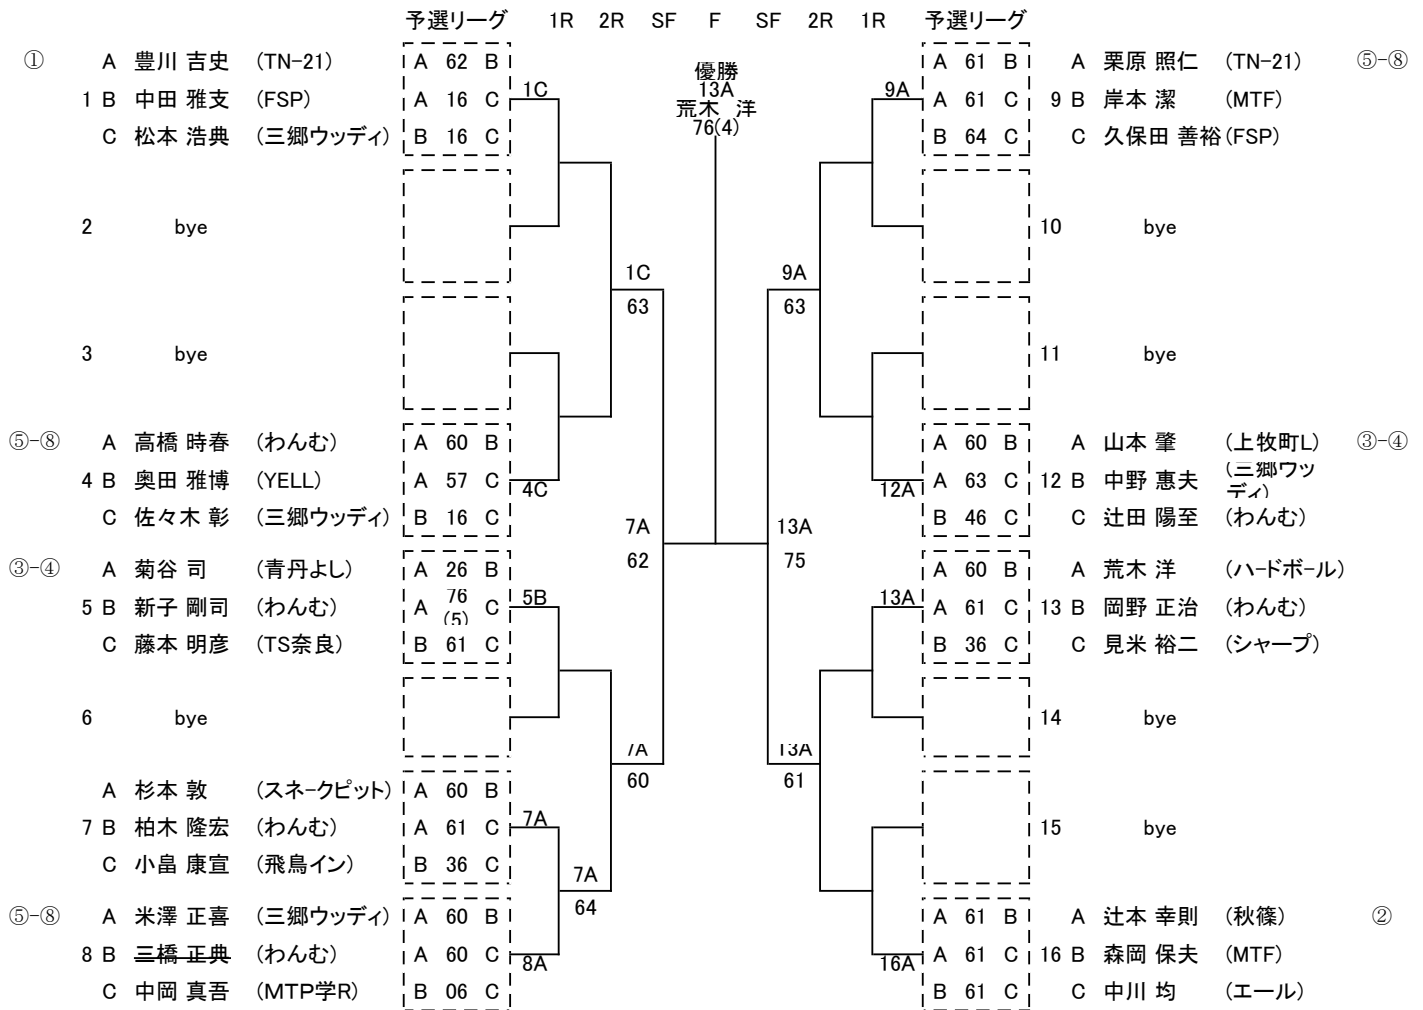 予選リーグ 1R 2R SF F SF 2R 1R 予選リーグ
① A 豊川 吉史 (TN-21) A 62 B
1 B 中田 雅支 (FSP) A 16 C 1C
C 松本 浩典 (三郷ウッディ) B 16 C
2 bye
1C
63
3 bye
⑤-⑧ A 高橋 時春 (わんむ) A 60 B
4 B 奥田 雅博 (YELL) A 57 C 4C
C 佐々木 彰 (三郷ウッディ) B 16 C
7A
62
③-④ A 菊谷 司 (青丹よし) A 26 B
5 B 新子 剛司 (わんむ) A 76(5) C 5B
C 藤本 明彦 (TS奈良) B 61 C
6 bye
7A
60
A 杉本 敦 (スネークピット) A 60 B
7 B 柏木 隆宏 (わんむ) A 61 C 7A
C 小畠 康宣 (飛鳥イン) B 36 C
7A
64
⑤-⑧ A 米澤 正喜 (三郷ウッディ) A 60 B
8 B 三橋 正典 (わんむ) A 60 C 8A
C 中岡 真吾 (MTP学R) B 06 C
優勝
13A
荒木 洋
76(4)
A 61 B A 栗原 照仁 (TN-21) ⑤-⑧
9A A 61 C 9 B 岸本 潔 (MTF)
B 64 C C 久保田 善裕 (FSP)
10 bye
9A
63
11 bye
A 60 B A 山本 肇 (上牧町L) ③-④
12A A 63 C 12 B 中野 惠夫 (三郷ウッディ)
B 46 C C 辻田 陽至 (わんむ)
13A
75
A 60 B A 荒木 洋 (ハードボール)
13A A 61 C 13 B 岡野 正治 (わんむ)
B 36 C C 見米 裕二 (シャープ)
14 bye
13A
61
15 bye
A 61 B A 辻本 幸則 (秋篠) ②
16A A 61 C 16 B 森岡 保夫 (MTF)
B 61 C C 中川 均 (エール)